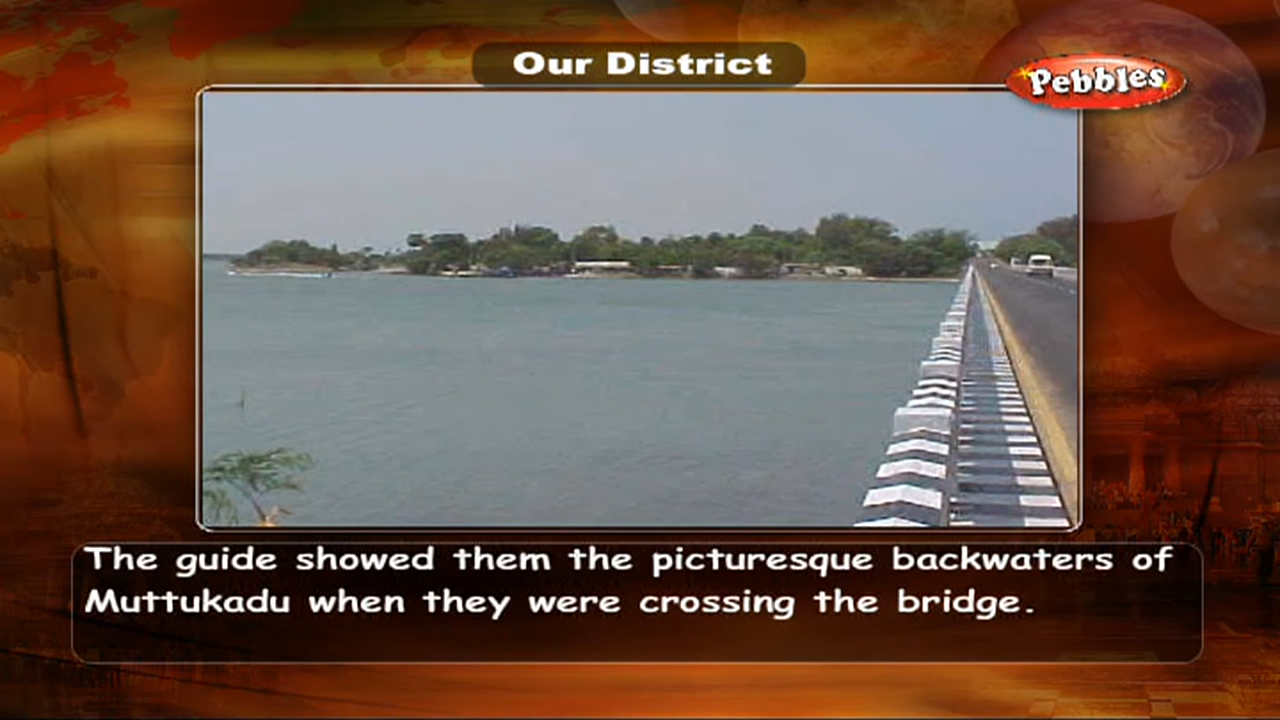 Our District
Pebbles
The guide showed them the picturesque backwaters of
Muttukadu when they were crossing the bridge.